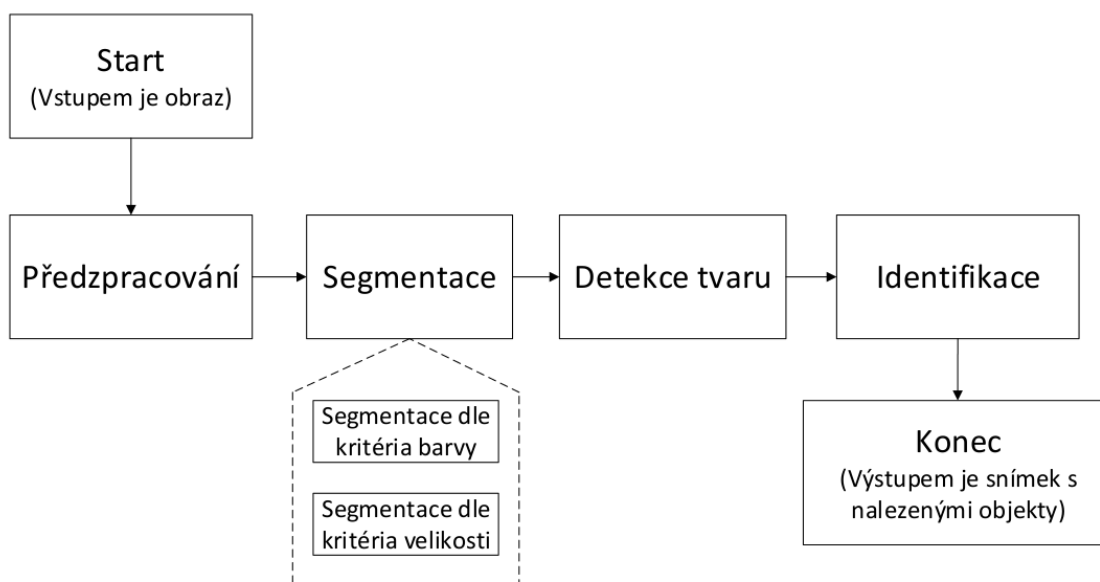 Start
(Vstupem je obraz)
Předzpracování
Segmentace
Detekce tvaru
Identifikace
Segmentace dle
kritéria barvy
Segmentace dle
kritéria velikosti
Konec
(Výstupem je snímek s
nalezenými objekty)